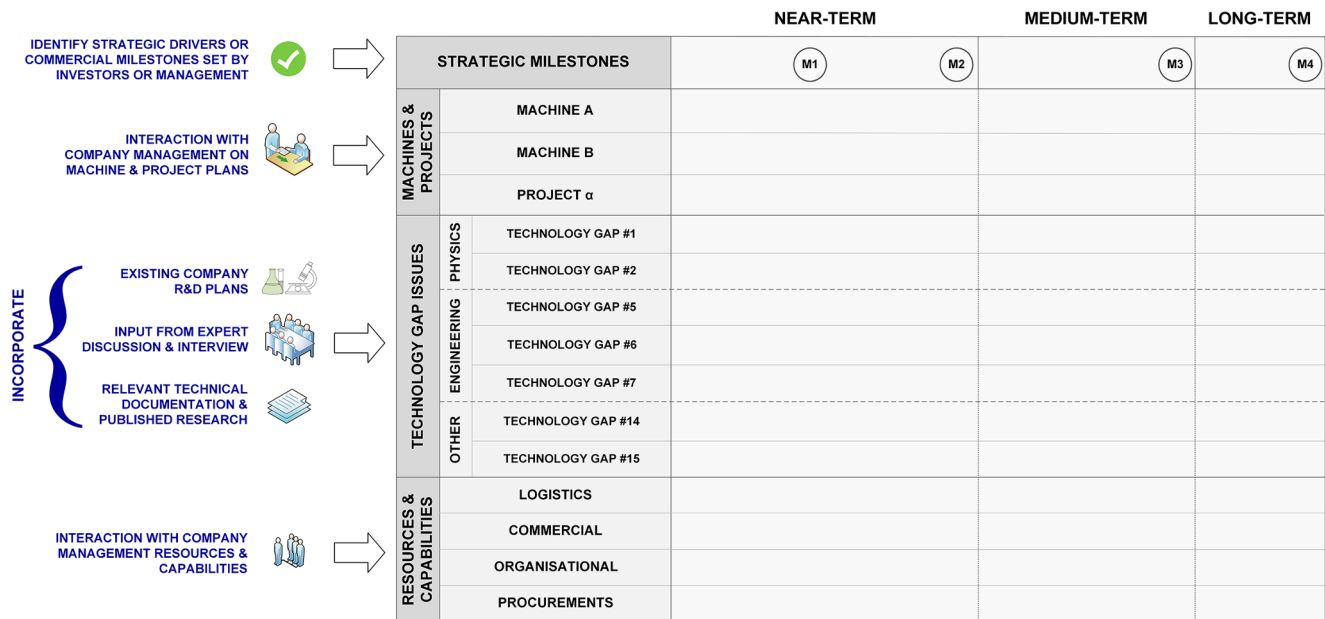 NEAR-TERM MEDIUM-TERM LONG-TERM
IDENTIFY STRATEGIC DRIVERS OR
COMMERCIAL MILESTONES SET BY
INVESTORS OR MANAGEMENT
STRATEGIC MILESTONES M1 M2 M3 M4
INTERACTION WITH
COMPANY MANAGEMENT ON
MACHINE & PROJECT PLANS
MACHINES &
PROJECTS
MACHINE A
MACHINE B
PROJECT α
INCORPORATE
EXISTING COMPANY
R&D PLANS
INPUT FROM EXPERT
DISCUSSION & INTERVIEW
RELEVANT TECHNICAL
DOCUMENTATION &
PUBLISHED RESEARCH
TECHNOLOGY GAP ISSUES
PHYSICS
TECHNOLOGY GAP #1
TECHNOLOGY GAP #2
ENGINEERING
TECHNOLOGY GAP #5
TECHNOLOGY GAP #6
TECHNOLOGY GAP #7
OTHER
TECHNOLOGY GAP #14
TECHNOLOGY GAP #15
INTERACTION WITH COMPANY
MANAGEMENT RESOURCES &
CAPABILITIES
RESOURCES &
CAPABILITIES
LOGISTICS
COMMERCIAL
ORGANISATIONAL
PROCUREMENTS